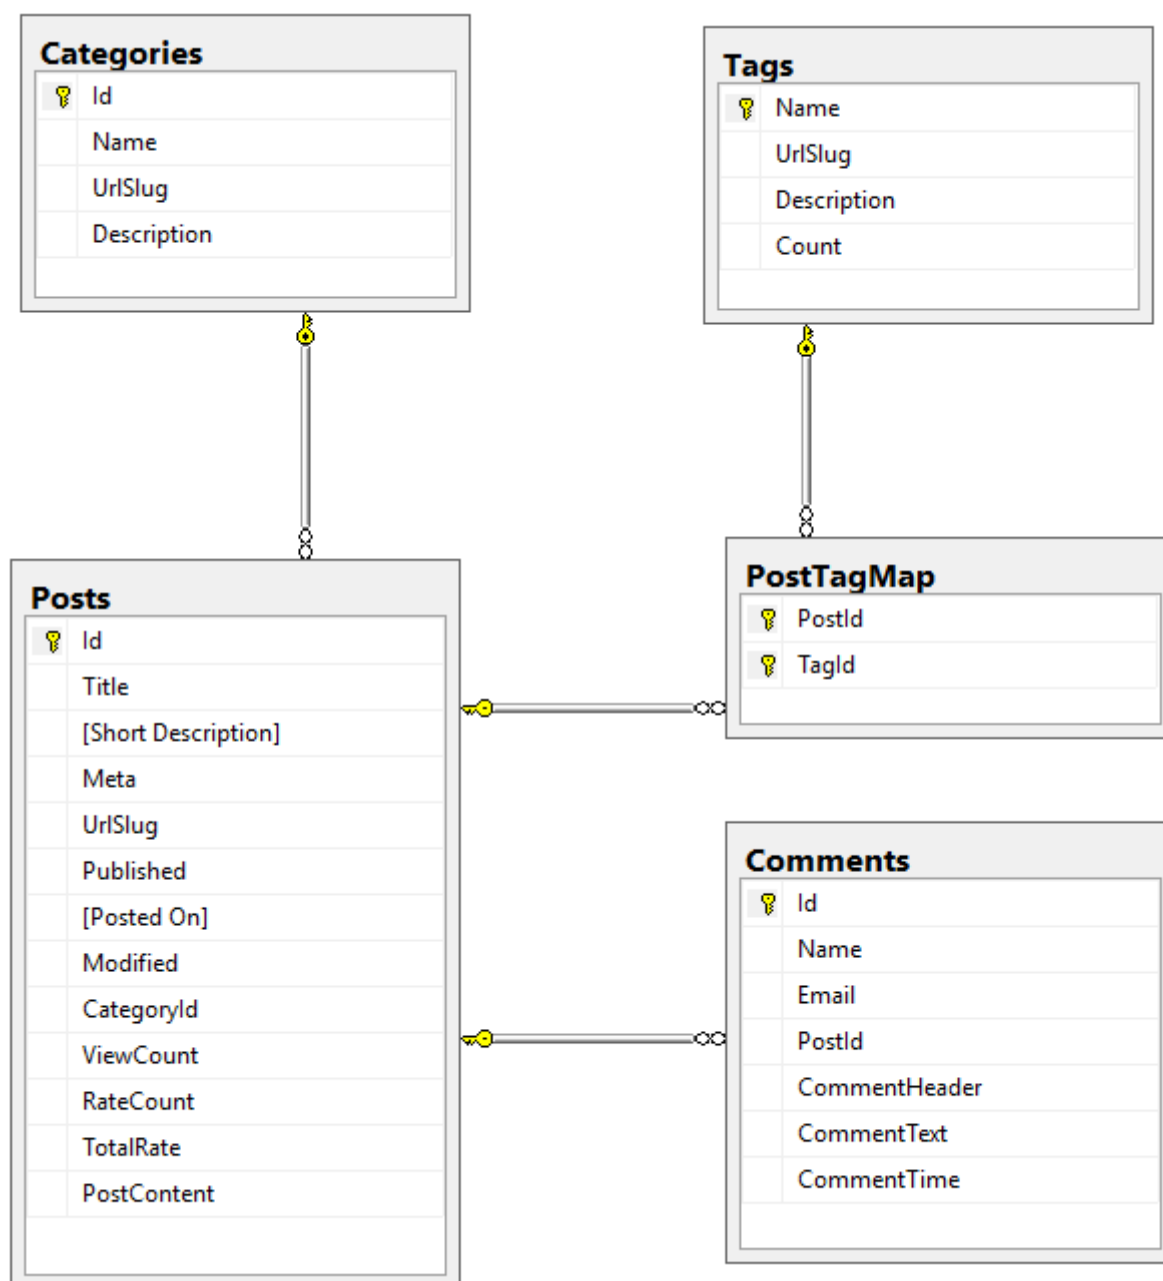 Categories
Id
Name
UrlSlug
Description
Tags
Name
UrlSlug
Description
Count
Posts
Id
Title
[Short Description]
Meta
UrlSlug
Published
[Posted On]
Modified
CategoryId
ViewCount
RateCount
TotalRate
PostContent
PostTagMap
PostId
TagId
Comments
Id
Name
Email
PostId
CommentHeader
CommentText
CommentTime